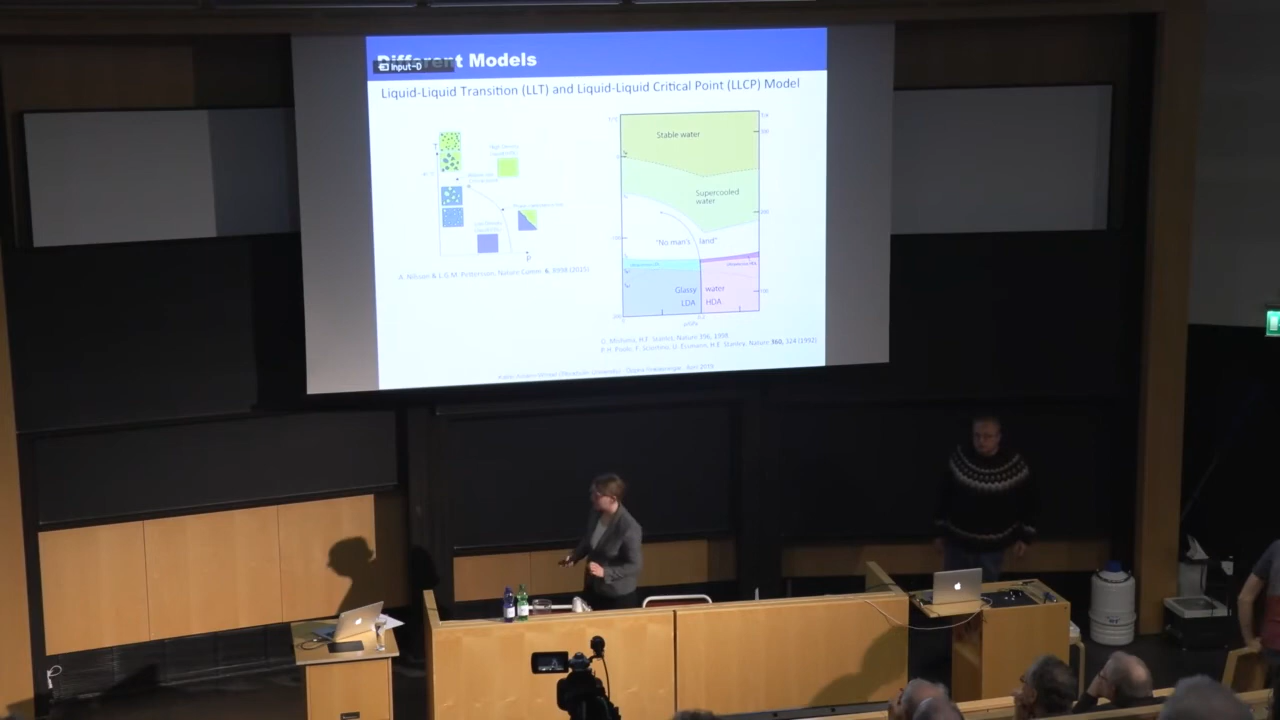 Different Models
Input-D
Liquid-Liquid Transition (LLT) and Liquid-Liquid Critical Point (LLCP) Model
Stable water
Supercooled
water
"No man's land"
Glassy water
LDA HDA
P
A. Nilsson & L.G.M. Pettersson, Nature Comm. 6, 8998 (2015)
O. Mishima, H.E. Stanley, Nature 396, 1998
P.H. Poole, F. Sciortino, U. Essmann, H.E. Stanley, Nature 360, 324 (1992)